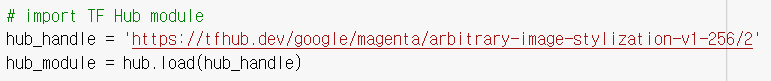 # import TF Hub module
hub_handle = 'https://tfhub.dev/google/magenta/arbitrary-image-stylization-v1-256/2'
hub_module = hub.load(hub_handle)